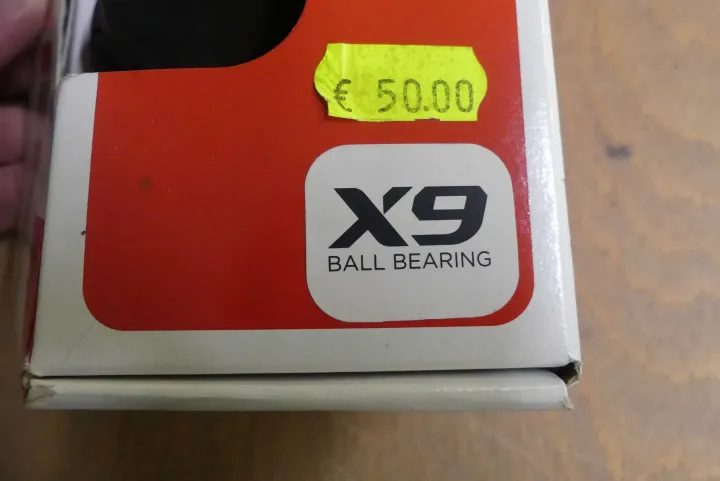 € 50.00
X9
BALL BEARING